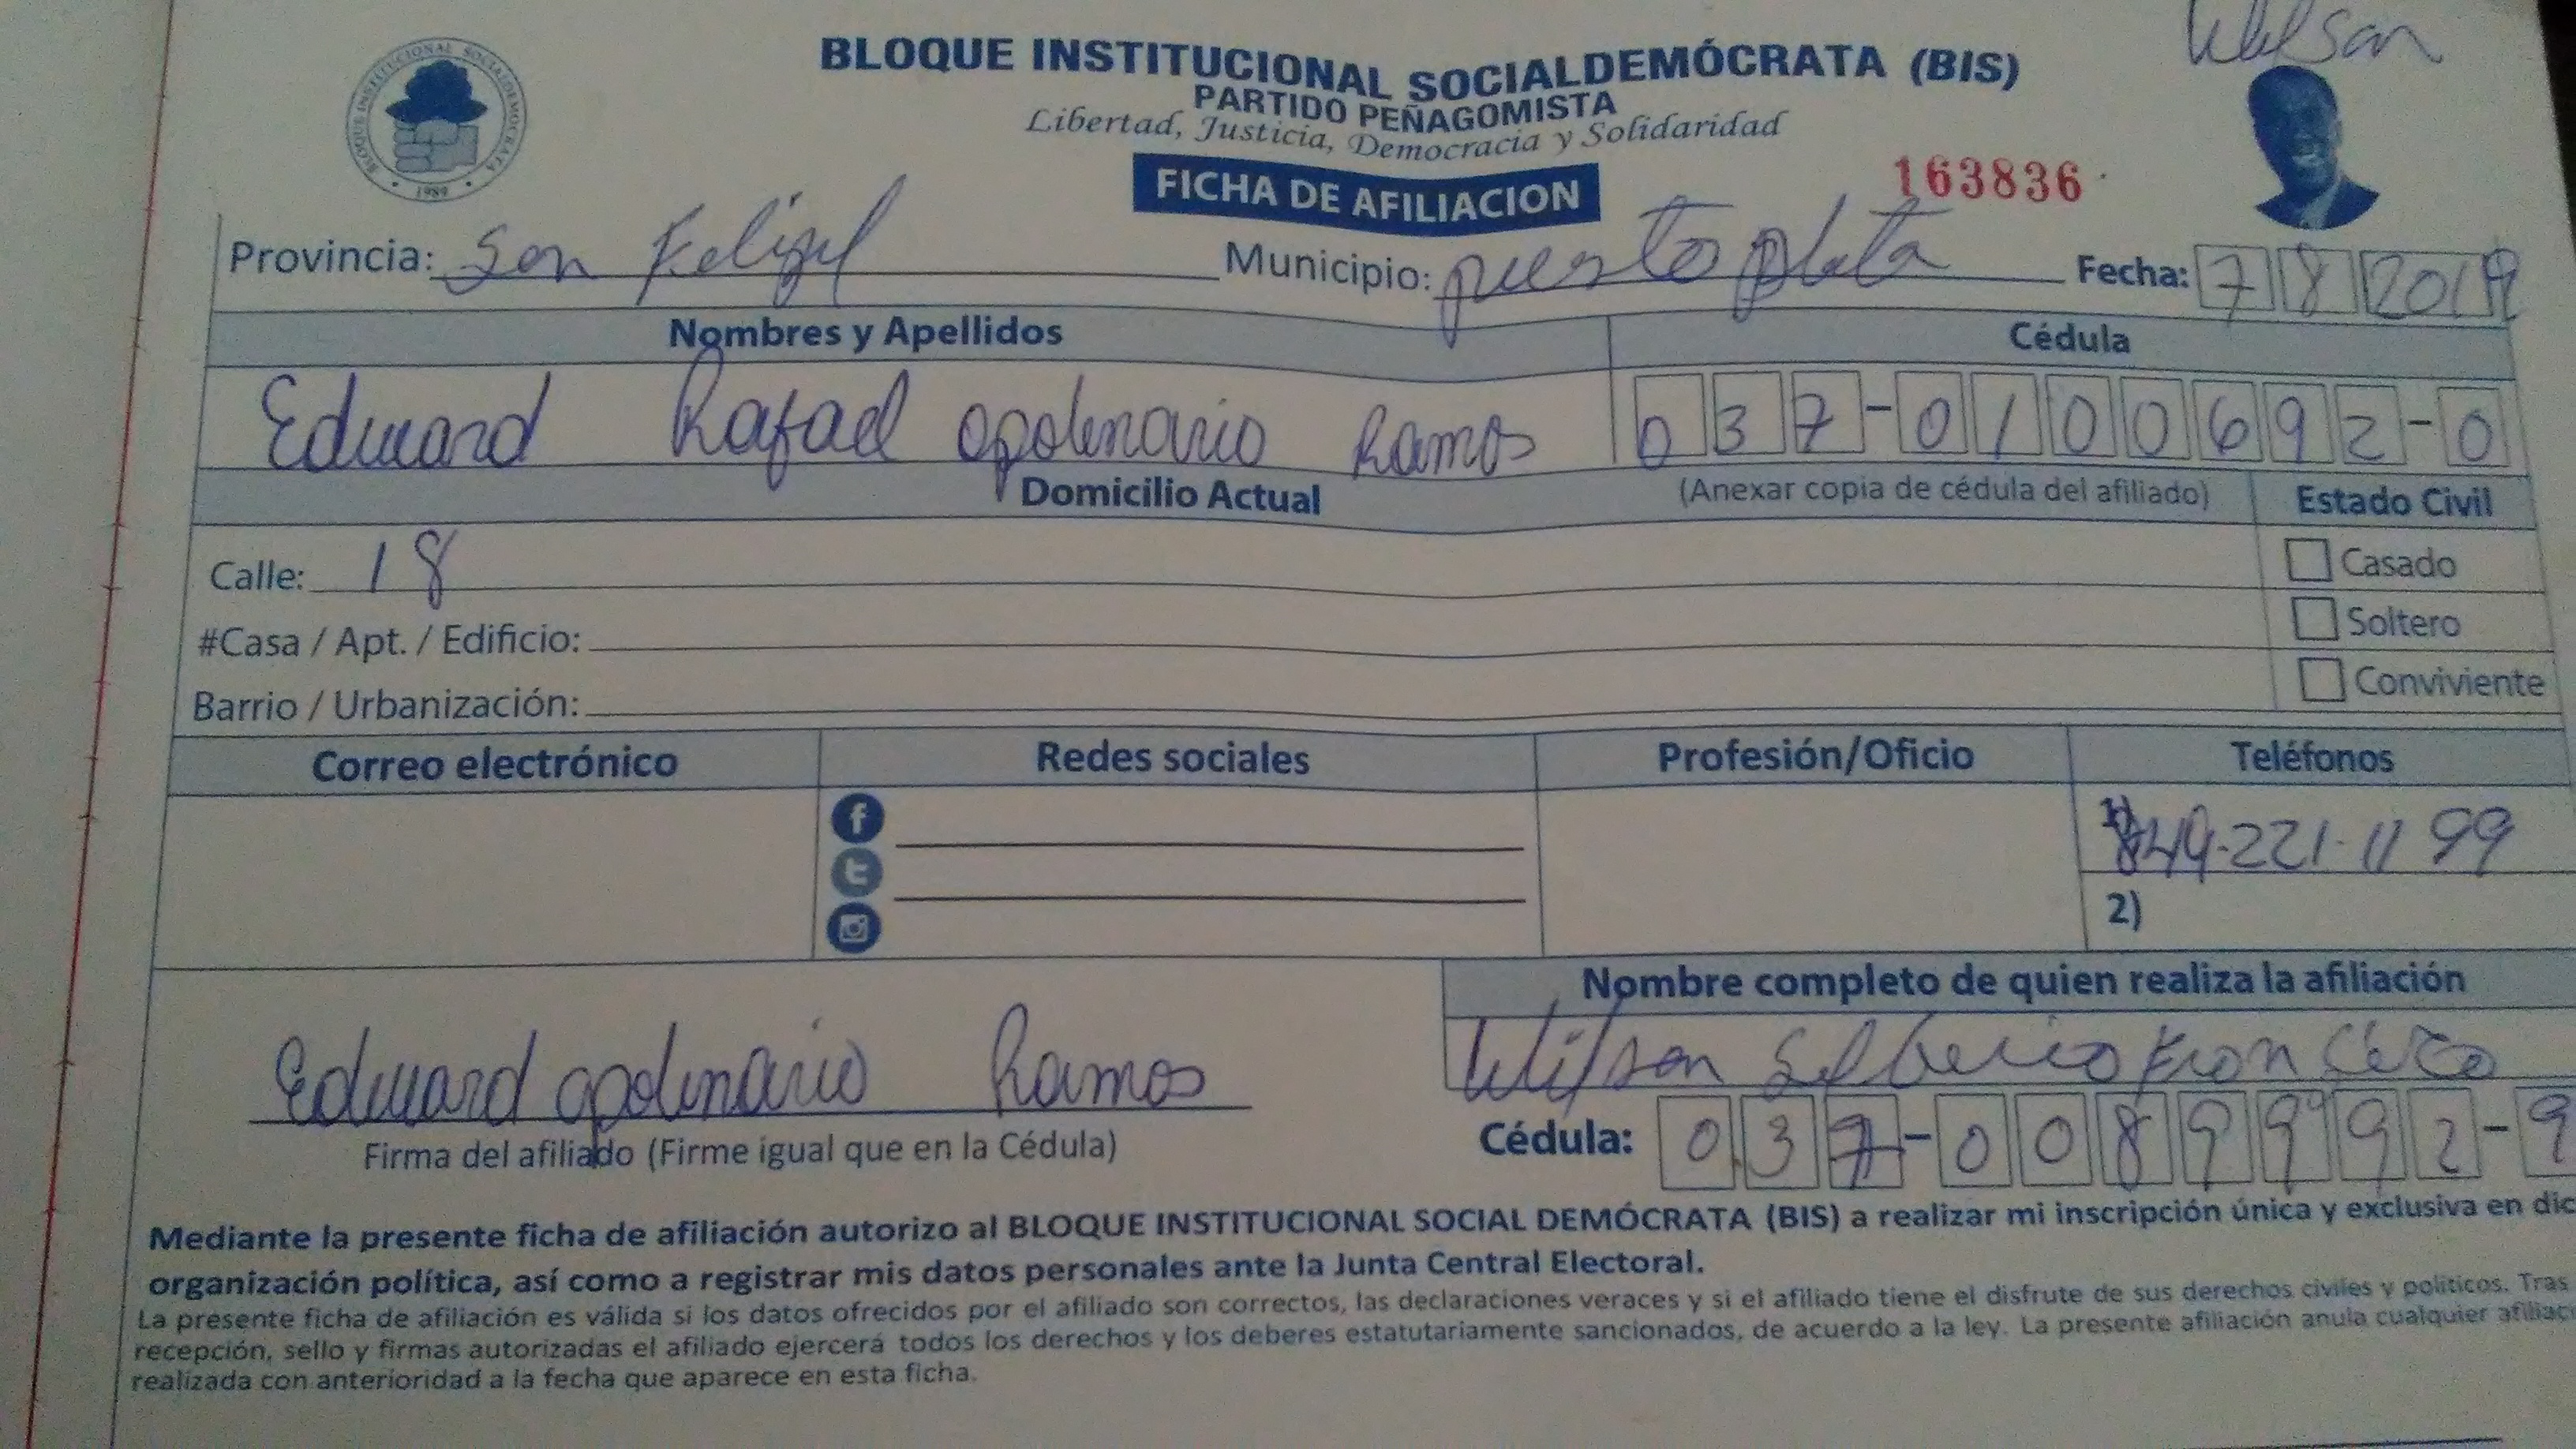 Wilson
BLOQUE INSTITUCIONAL SOCIALDEMÓCRATA (BIS)
PARTIDO PEÑAGOMISTA
Libertad, Justicia, Democracia y Solidaridad
BLOQUE INSTITUCIONAL SOCIALDEMOCRATA
1989
FICHA DE AFILIACION
163836
Provincia: San Felipe Municipio: puerto plata Fecha: 7 8 2019
Nombres y Apellidos Cédula
Eduard Rafael apolinario Ramos 037-0100692-0
Domicilio Actual (Anexar copia de cédula del afiliado) Estado Civil
Calle: 18 Casado
#Casa / Apt. / Edificio: Soltero
Barrio / Urbanización: Conviviente
Correo electrónico Redes sociales Profesión/Oficio Teléfonos
1) 849-221-1199
2)
Nombre completo de quien realiza la afiliación
Eduard apolinario Ramos Wilson
Firma del afiliado (Firme igual que en la Cédula) Cédula: 037-0089992-9
Mediante la presente ficha de afiliación autorizo al BLOQUE INSTITUCIONAL SOCIAL DEMÓCRATA (BIS) a realizar mi inscripción única y exclusiva en dic
organización política, así como a registrar mis datos personales ante la Junta Central Electoral.
La presente ficha de afiliación es válida si los datos ofrecidos por el afiliado son correctos, las declaraciones veraces y si el afiliado tiene el disfrute de sus derechos civiles y políticos. Tras
recepción, sello y firmas autorizadas el afiliado ejercerá todos los derechos y los deberes estatutariamente sancionados, de acuerdo a la ley. La presente afiliación anula cualquier afiliac
realizada con anterioridad a la fecha que aparece en esta ficha.